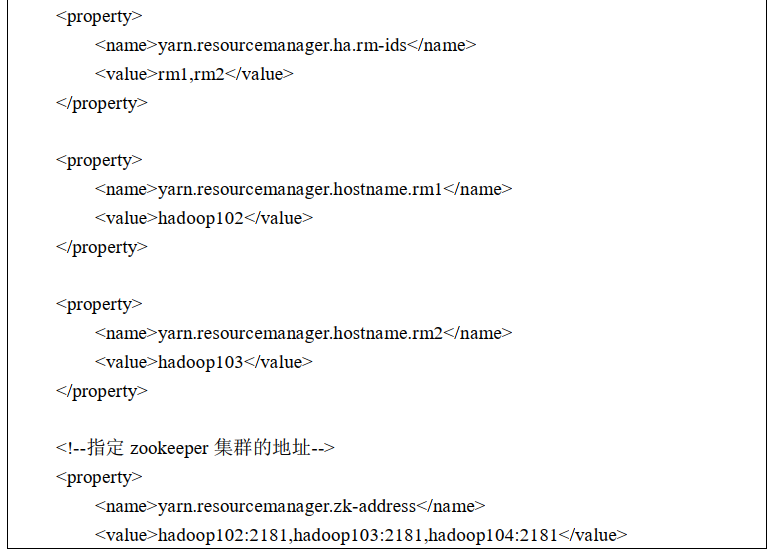 <property>
<name>yarn.resourcemanager.ha.rm-ids</name>
<value>rm1,rm2</value>
</property>
<property>
<name>yarn.resourcemanager.hostname.rm1</name>
<value>hadoop102</value>
</property>
<property>
<name>yarn.resourcemanager.hostname.rm2</name>
<value>hadoop103</value>
</property>
<!--指定 zookeeper 集群的地址-->
<property>
<name>yarn.resourcemanager.zk-address</name>
<value>hadoop102:2181,hadoop103:2181,hadoop104:2181</value>